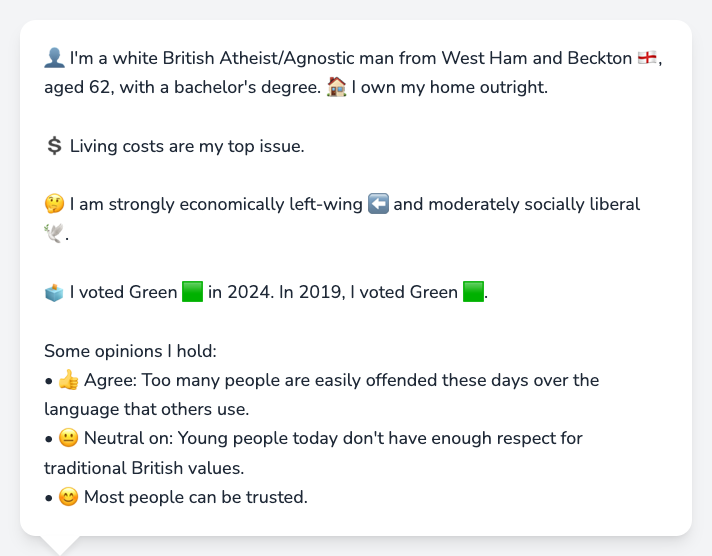 👤 I'm a white British Atheist/Agnostic man from West Ham and Beckton 🏴󠁧󠁢󠁥󠁮󠁧󠁿,
aged 62, with a bachelor's degree. 🏠 I own my home outright.
💲 Living costs are my top issue.
🤔 I am strongly economically left-wing ⬅️ and moderately socially liberal
🕊️.
🗳️ I voted Green 🟩 in 2024. In 2019, I voted Green 🟩.
Some opinions I hold:
• 👍 Agree: Too many people are easily offended these days over the
language that others use.
• 😐 Neutral on: Young people today don't have enough respect for
traditional British values.
• 😊 Most people can be trusted.